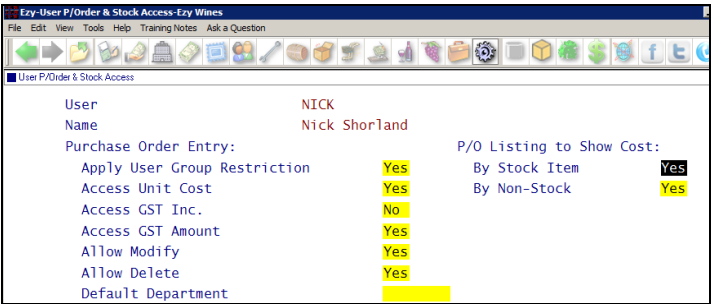 Ezy-User P/Order & Stock Access-Ezy Wines
File Edit View Tools Help Training Notes Ask a Question
User P/Order & Stock Access
User NICK
Name Nick Shorland
Purchase Order Entry: P/O Listing to Show Cost:
Apply User Group Restriction Yes By Stock Item Yes
Access Unit Cost Yes By Non-Stock Yes
Access GST Inc. No
Access GST Amount Yes
Allow Modify Yes
Allow Delete Yes
Default Department